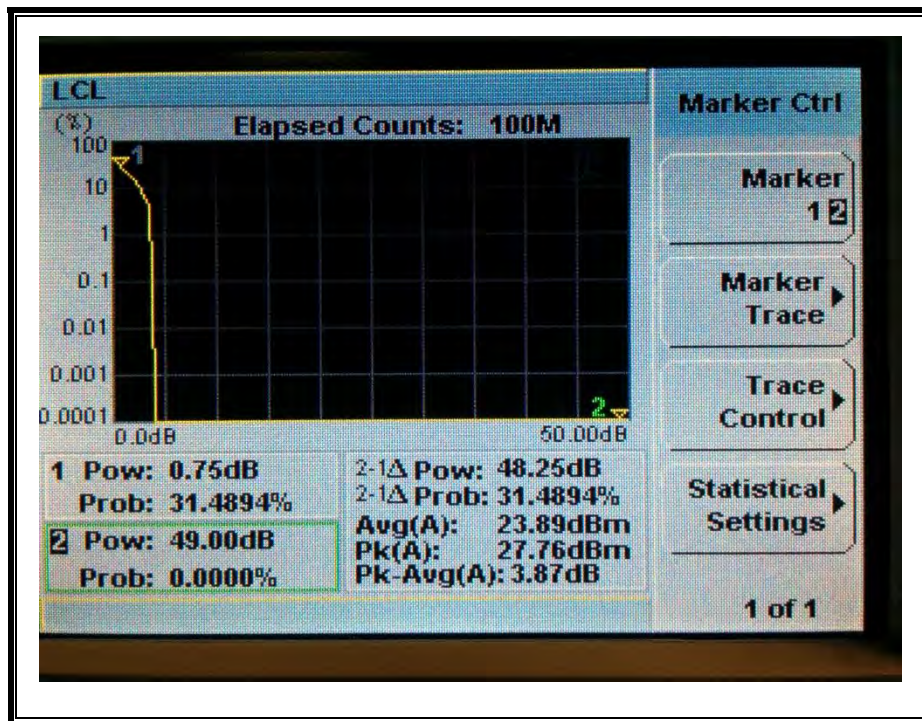 LCL
Marker Ctrl
(%)
Elapsed Counts: 100M
100
10
1
0.1
0.01
0.001
0.0001
1
2
0.0dB
50.00dB
1 Pow: 0.75dB
Prob: 31.4894%
2 Pow: 49.00dB
Prob: 0.0000%
2-1Δ Pow: 48.25dB
2-1Δ Prob: 31.4894%
Avg(A): 23.89dBm
Pk(A): 27.76dBm
Pk-Avg(A): 3.87dB
Marker
1 2
Marker
Trace
Trace
Control
Statistical
Settings
1 of 1